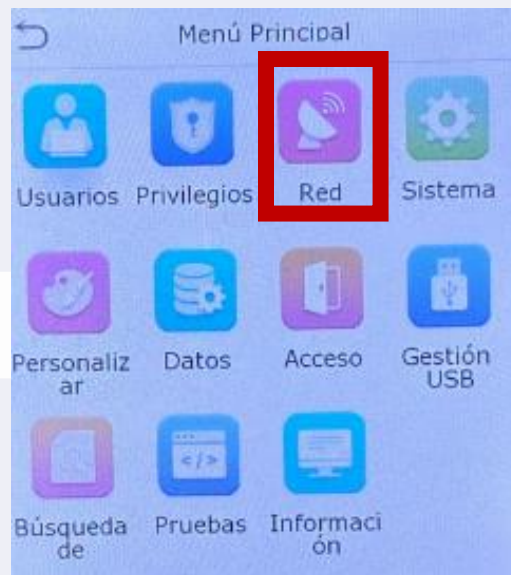 Menú Principal
Usuarios Privilegios Red Sistema
Personaliz
ar
Datos Acceso Gestión
USB
Búsqueda
de
Pruebas Informaci
ón